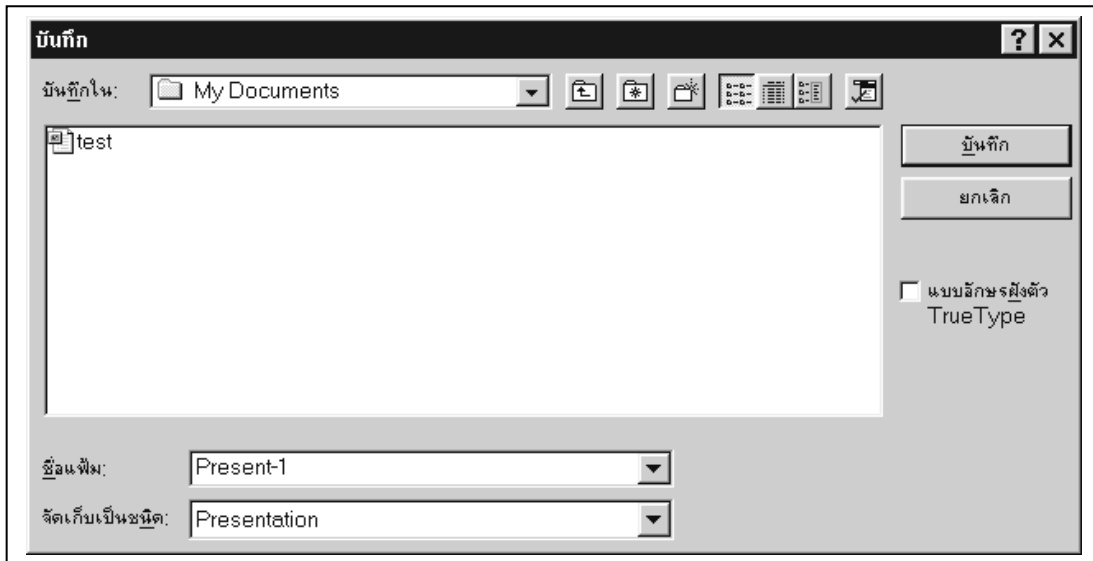 บันทึก
บันทึกใน: My Documents
test
บันทึก
ยกเลิก
แบบอักษรฝังตัว
TrueType
ชื่อแฟ้ม: Present-1
จัดเก็บเป็นชนิด: Presentation